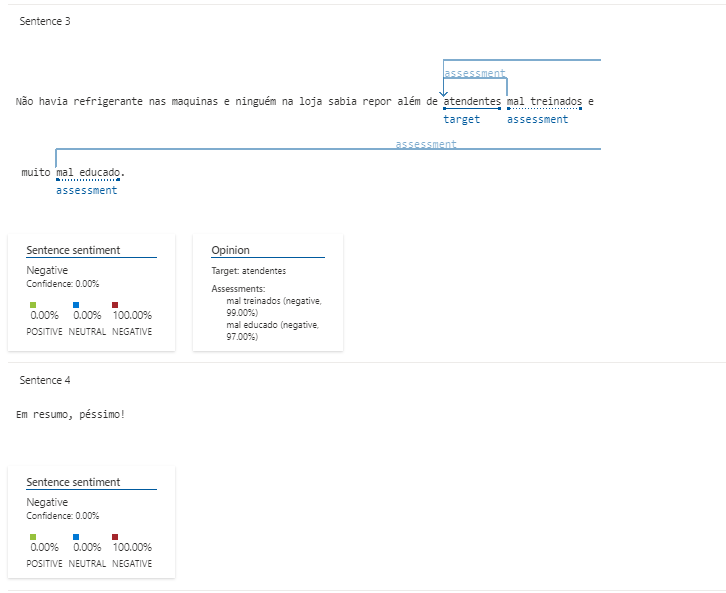 Sentence 3
assessment
Não havia refrigerante nas maquinas e ninguém na loja sabia repor além de atendentes mal treinados e
target assessment
assessment
muito mal educado.
assessment
Sentence sentiment
Negative
Confidence: 0.00%
0.00% 0.00% 100.00%
POSITIVE NEUTRAL NEGATIVE
Opinion
Target: atendentes
Assessments:
mal treinados (negative,
99.00%)
mal educado (negative,
97.00%)
Sentence 4
Em resumo, péssimo!
Sentence sentiment
Negative
Confidence: 0.00%
0.00% 0.00% 100.00%
POSITIVE NEUTRAL NEGATIVE